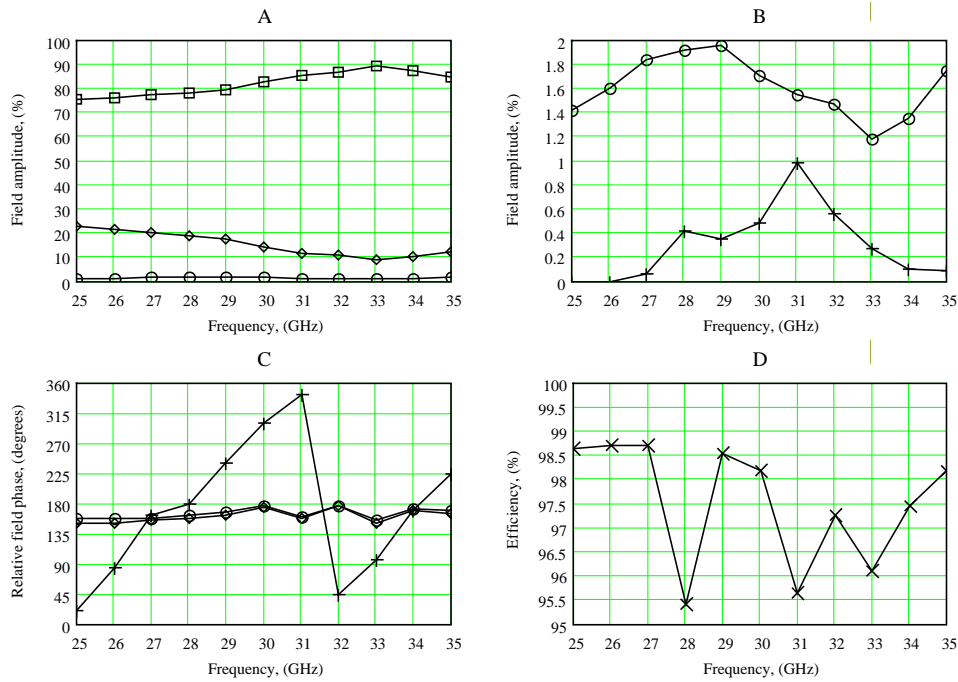 A
100
90
80
70
60
50
40
30
20
10
0
25 26 27 28 29 30 31 32 33 34 35
Field amplitude, (%)
Frequency, (GHz)
B
2
1.8
1.6
1.4
1.2
1
0.8
0.6
0.4
0.2
0
25 26 27 28 29 30 31 32 33 34 35
Field amplitude, (%)
Frequency, (GHz)
C
360
315
270
225
180
135
90
45
0
25 26 27 28 29 30 31 32 33 34 35
Relative field phase, (degrees)
Frequency, (GHz)
D
100
99.5
99
98.5
98
97.5
97
96.5
96
95.5
95
25 26 27 28 29 30 31 32 33 34 35
Efficiency, (%)
Frequency, (GHz)